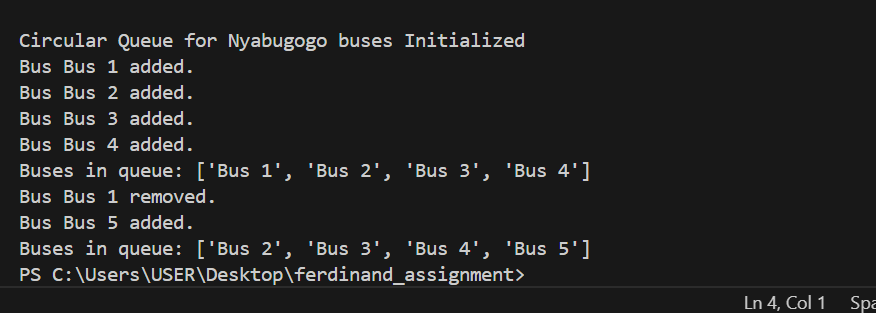 Circular Queue for Nyabugogo buses Initialized
Bus Bus 1 added.
Bus Bus 2 added.
Bus Bus 3 added.
Bus Bus 4 added.
Buses in queue: ['Bus 1', 'Bus 2', 'Bus 3', 'Bus 4']
Bus Bus 1 removed.
Bus Bus 5 added.
Buses in queue: ['Bus 2', 'Bus 3', 'Bus 4', 'Bus 5']
PS C:\Users\USER\Desktop\ferdinand_assignment>
Ln 4, Col 1 Spa